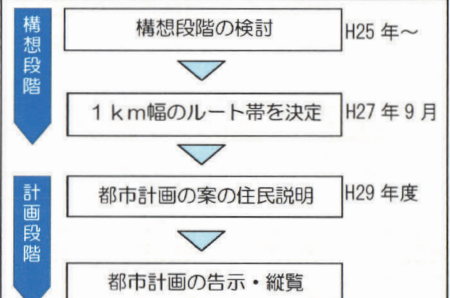 構想段階
構想段階の検討
H25 年~
1km幅のルート帯を決定
H27 年 9 月
計画段階
都市計画の案の住民説明
H29 年度
都市計画の告示・縦覧